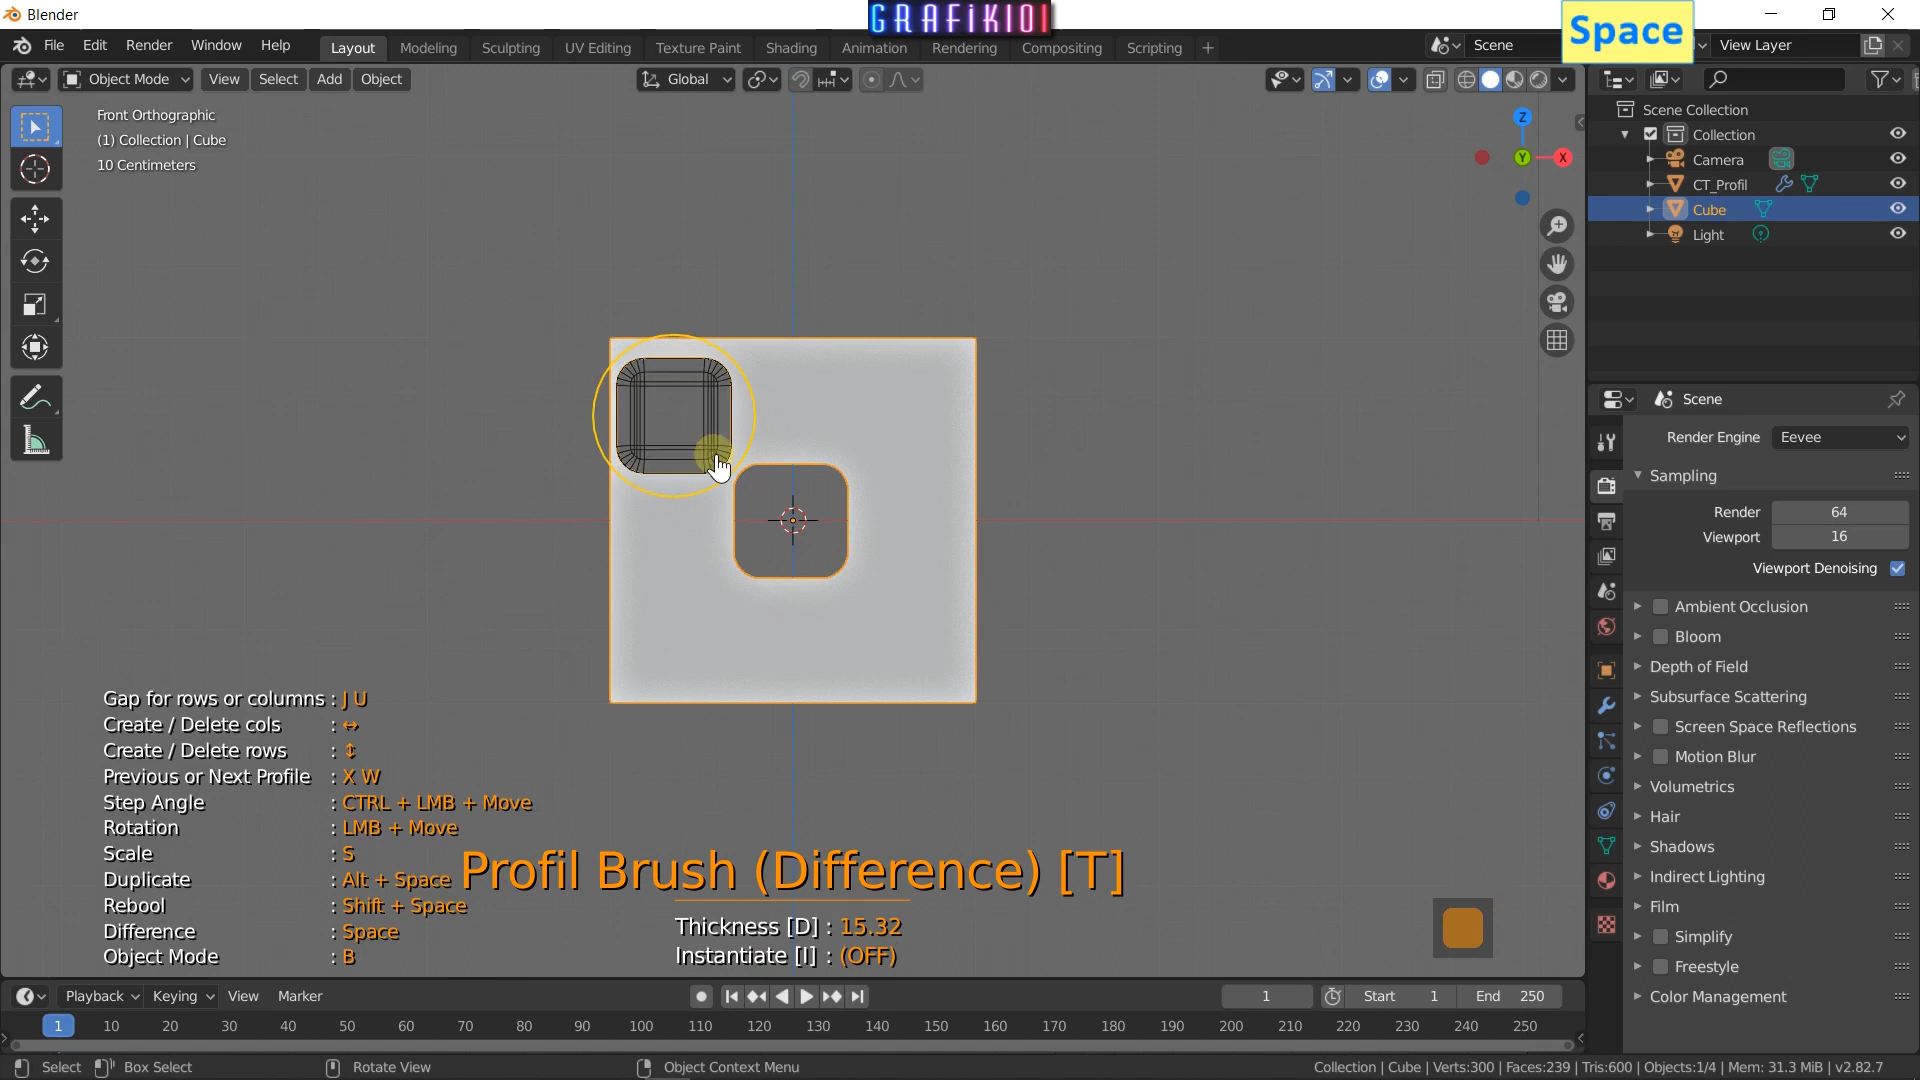 Blender
GRAFiK101
Space
File Edit Render Window Help
Layout Modeling Sculpting UV Editing Texture Paint Shading Animation Rendering Compositing Scripting +
Scene
View Layer
Object Mode View Select Add Object
Global
Front Orthographic
(1) Collection | Cube
10 Centimeters
Z
Y
X
Scene Collection
Collection
Camera
CT_Profil
Cube
Light
Scene
Render Engine Eevee
Sampling
Render 64
Viewport 16
Viewport Denoising
Ambient Occlusion
Bloom
Depth of Field
Subsurface Scattering
Screen Space Reflections
Motion Blur
Volumetrics
Hair
Shadows
Indirect Lighting
Film
Simplify
Freestyle
Color Management
Gap for rows or columns : J U
Create / Delete cols : ↔
Create / Delete rows : ↕
Previous or Next Profile : X W
Step Angle : CTRL + LMB + Move
Rotation : LMB + Move
Scale : S
Duplicate : Alt + Space
Rebool : Shift + Space
Difference : Space
Object Mode : B
Profil Brush (Difference) [T]
Thickness [D] : 15.32
Instantiate [I] : (OFF)
Playback Keying View Marker
1 Start 1 End 250
1 10 20 30 40 50 60 70 80 90 100 110 120 130 140 150 160 170 180 190 200 210 220 230 240 250
Select Box Select Rotate View Object Context Menu
Collection | Cube | Verts:300 | Faces:239 | Tris:600 | Objects:1/4 | Mem: 31.3 MiB | v2.82.7